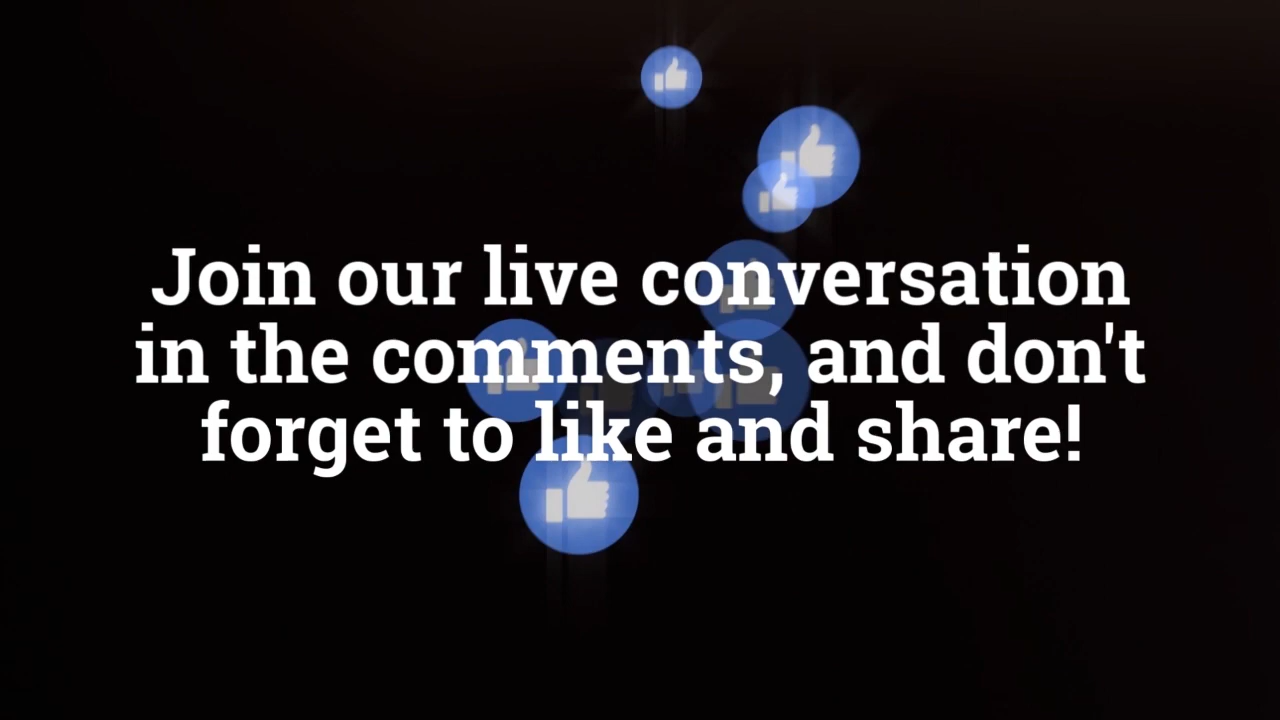 Join our live conversation
in the comments, and don't
forget to like and share!